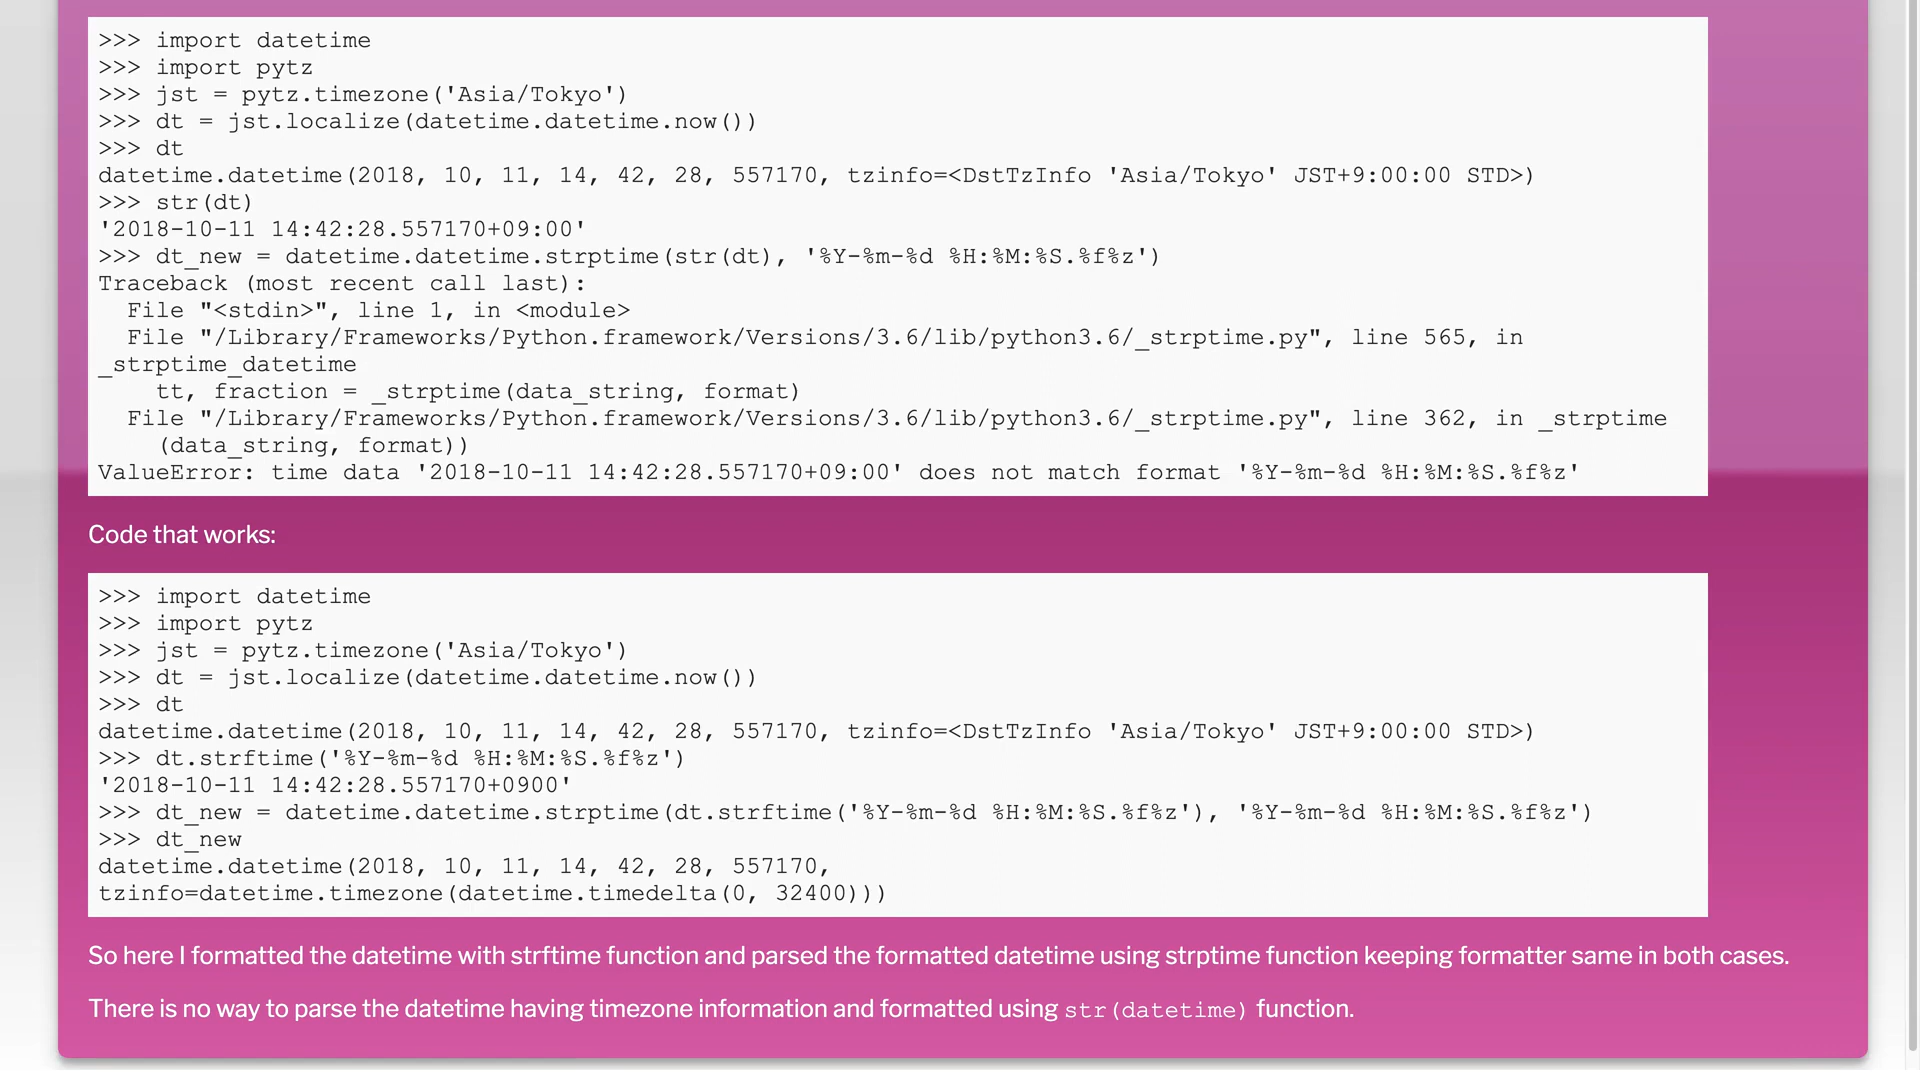 >>> import datetime
>>> import pytz
>>> jst = pytz.timezone('Asia/Tokyo')
>>> dt = jst.localize(datetime.datetime.now())
>>> dt
datetime.datetime(2018, 10, 11, 14, 42, 28, 557170, tzinfo=<DstTzInfo 'Asia/Tokyo' JST+9:00:00 STD>)
>>> str(dt)
'2018-10-11 14:42:28.557170+09:00'
>>> dt_new = datetime.datetime.strptime(str(dt), '%Y-%m-%d %H:%M:%S.%f%z')
Traceback (most recent call last):
  File "<stdin>", line 1, in <module>
  File "/Library/Frameworks/Python.framework/Versions/3.6/lib/python3.6/_strptime.py", line 565, in
_strptime_datetime
    tt, fraction = _strptime(data_string, format)
  File "/Library/Frameworks/Python.framework/Versions/3.6/lib/python3.6/_strptime.py", line 362, in _strptime
    (data_string, format))
ValueError: time data '2018-10-11 14:42:28.557170+09:00' does not match format '%Y-%m-%d %H:%M:%S.%f%z'
Code that works:
>>> import datetime
>>> import pytz
>>> jst = pytz.timezone('Asia/Tokyo')
>>> dt = jst.localize(datetime.datetime.now())
>>> dt
datetime.datetime(2018, 10, 11, 14, 42, 28, 557170, tzinfo=<DstTzInfo 'Asia/Tokyo' JST+9:00:00 STD>)
>>> dt.strftime('%Y-%m-%d %H:%M:%S.%f%z')
'2018-10-11 14:42:28.557170+0900'
>>> dt_new = datetime.datetime.strptime(dt.strftime('%Y-%m-%d %H:%M:%S.%f%z'), '%Y-%m-%d %H:%M:%S.%f%z')
>>> dt_new
datetime.datetime(2018, 10, 11, 14, 42, 28, 557170,
tzinfo=datetime.timezone(datetime.timedelta(0, 32400)))
So here I formatted the datetime with strftime function and parsed the formatted datetime using strptime function keeping formatter same in both cases.
There is no way to parse the datetime having timezone information and formatted using str(datetime) function.